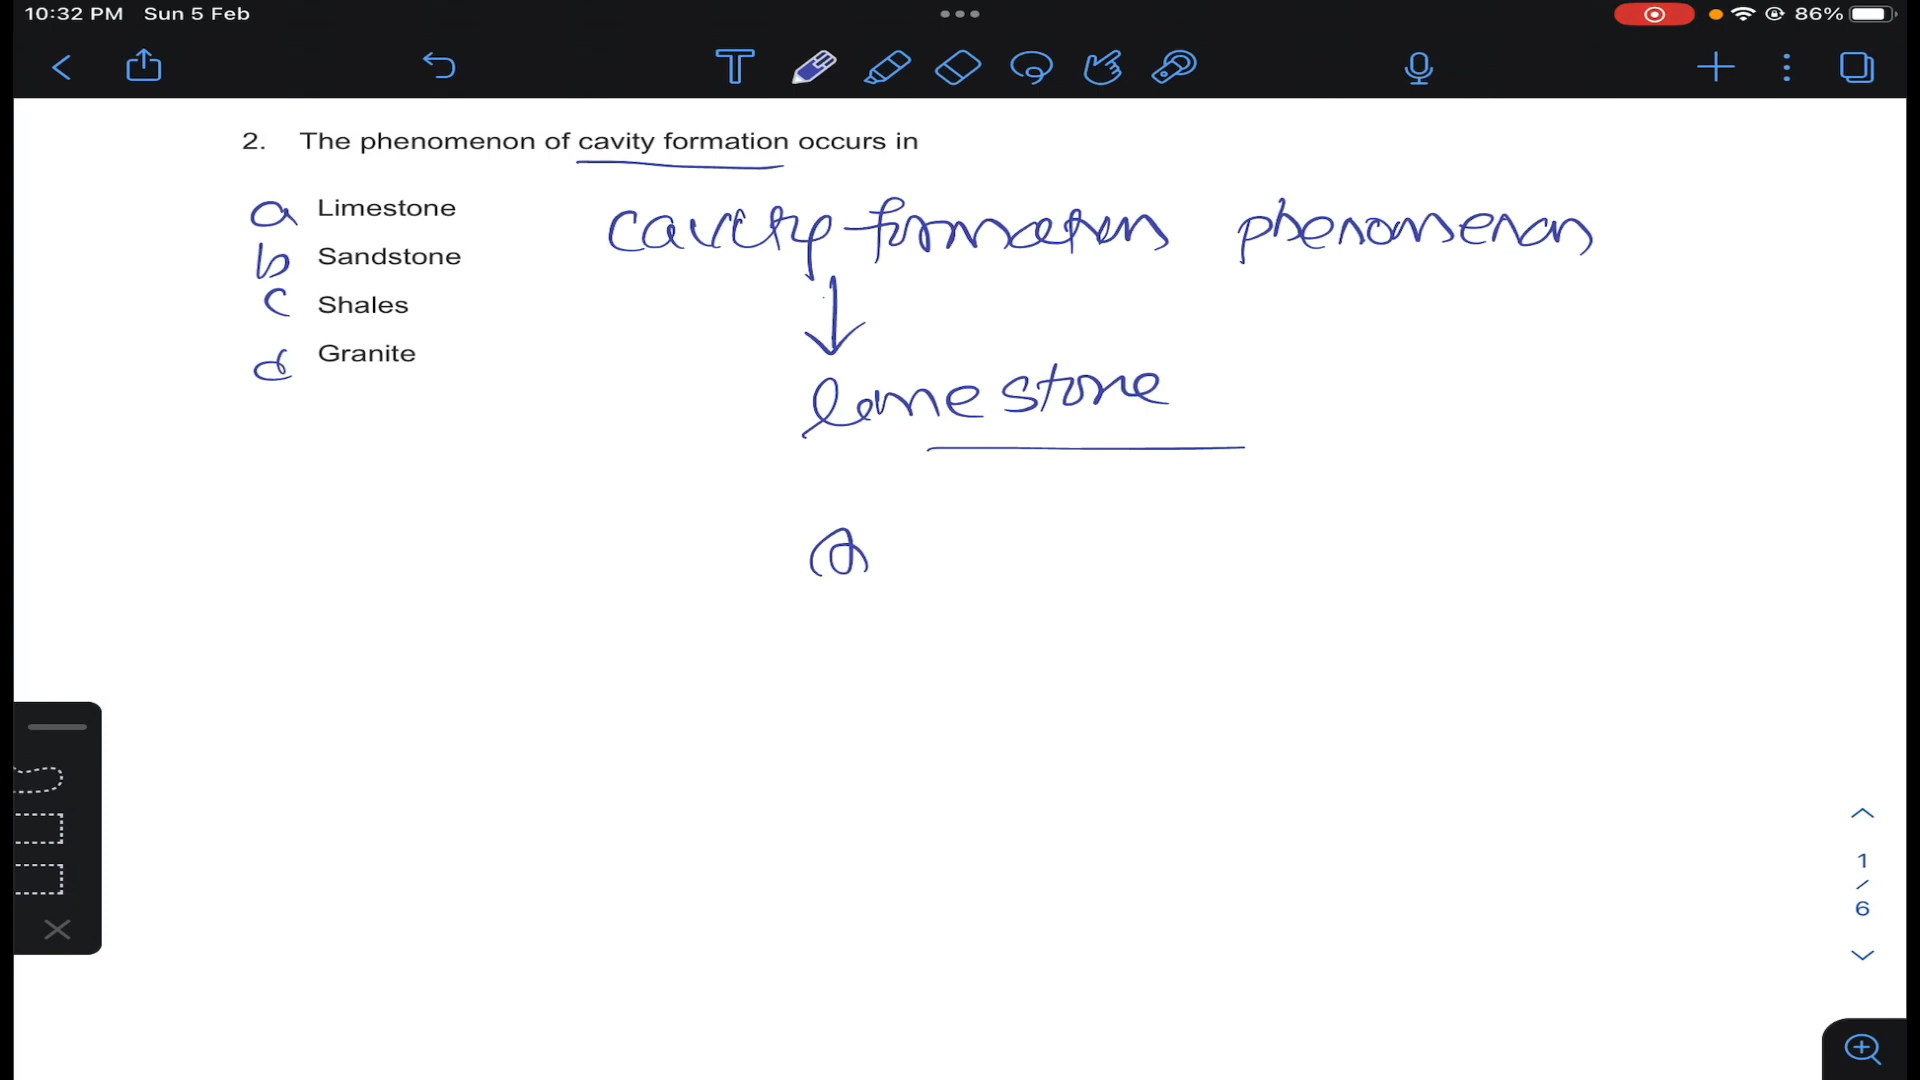 10:32 PM Sun 5 Feb 86%
2. The phenomenon of cavity formation occurs in
a Limestone
b Sandstone
c Shales
d Granite
cavity formation phenomenon
limestone
a
1
/
6